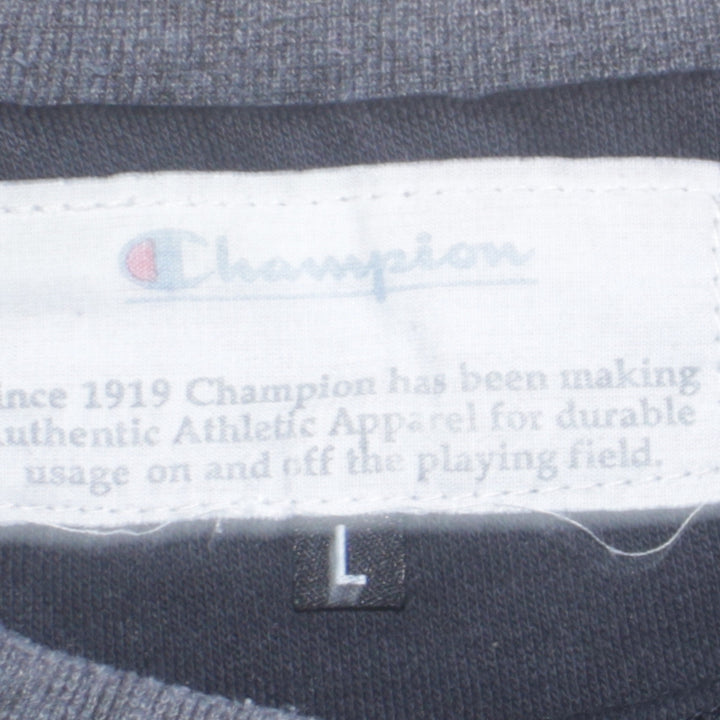 Champion
ince 1919 Champion has been making
uthentic Athletic Apparel for durable
usage on and off the playing field.
L